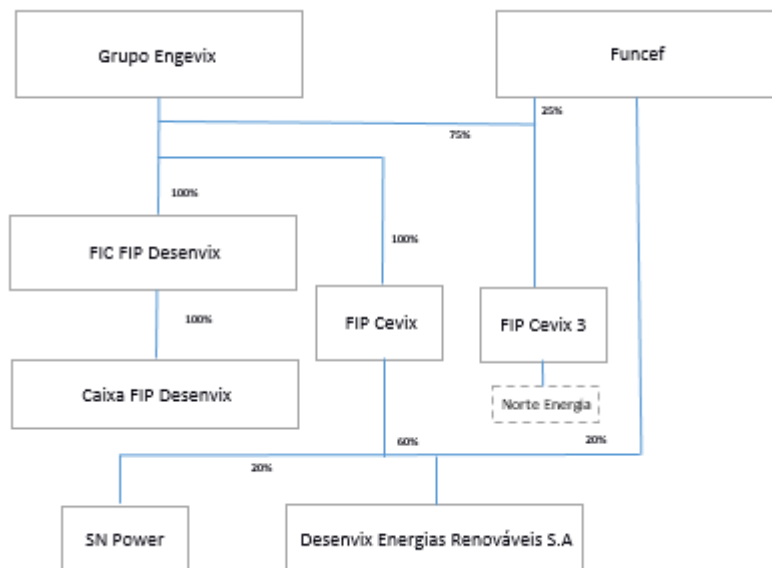 Grupo Engevix
Funcef
25%
75%
100%
100%
FIC FIP Desenvix
100%
FIP Cevix
FIP Cevix 3
Caixa FIP Desenvix
Norte Energia
60%
20%
20%
SN Power
Desenvix Energias Renováveis S.A